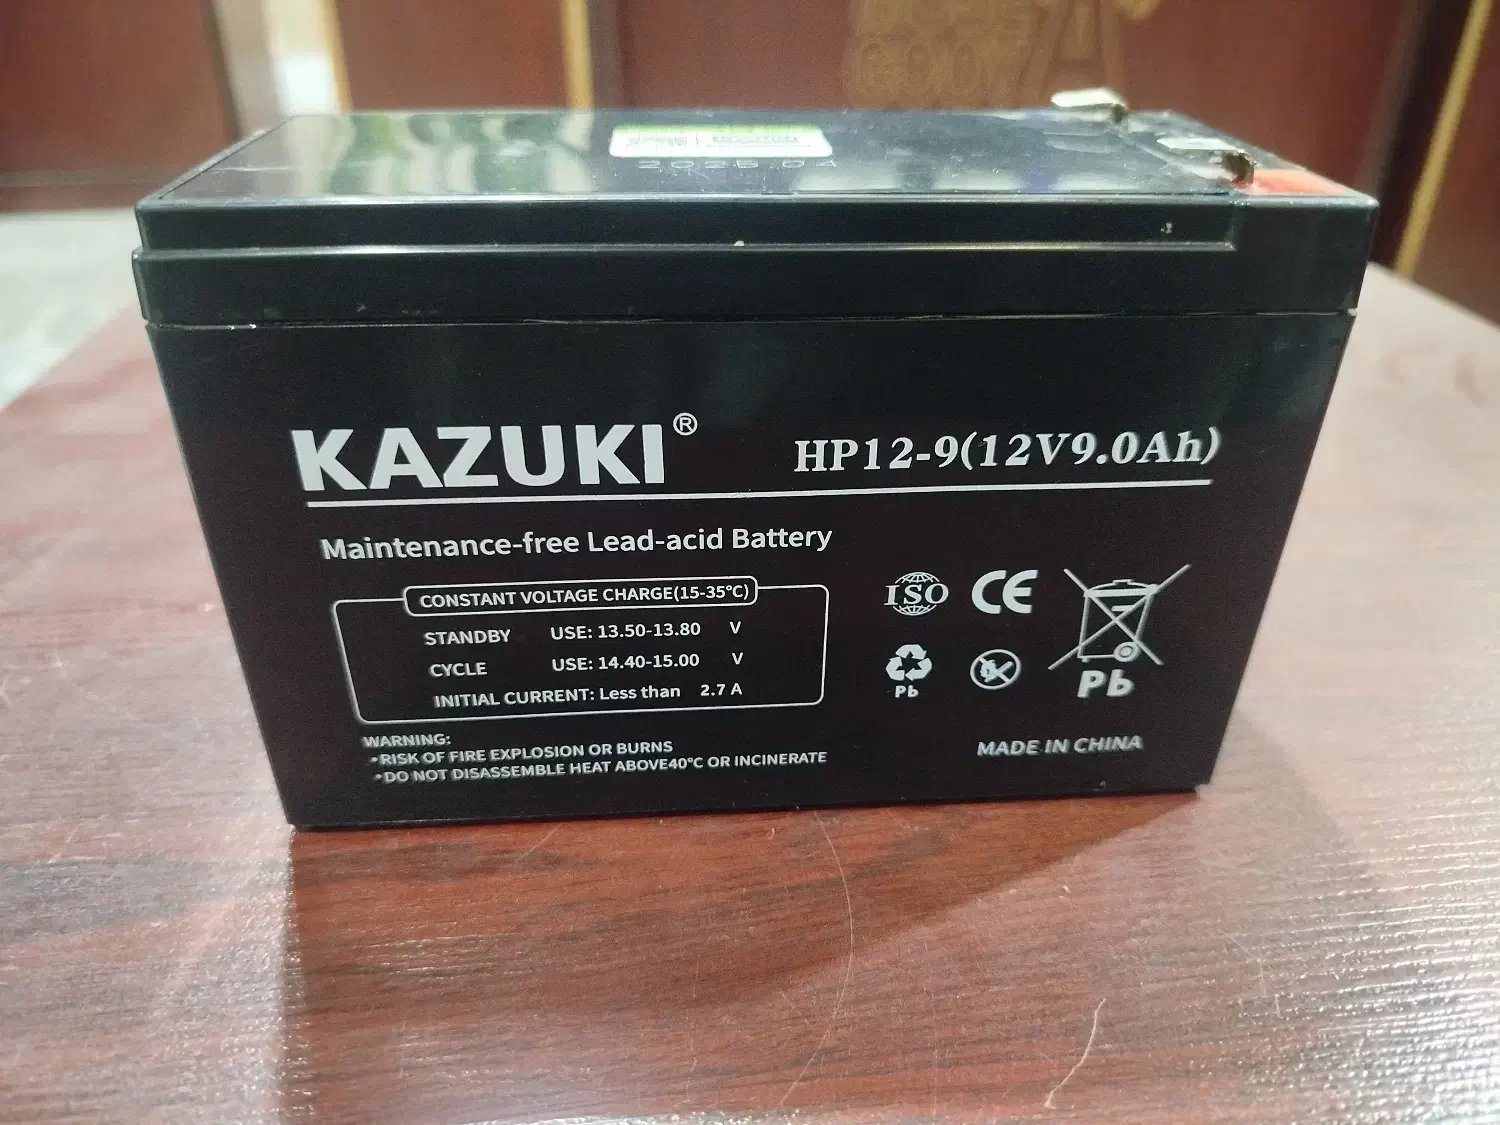 2025.04
KAZUKI®
HP12-9(12V9.0Ah)
Maintenance-free Lead-acid Battery
CONSTANT VOLTAGE CHARGE(15-35°C)
STANDBY USE: 13.50-13.80 V
CYCLE USE: 14.40-15.00 V
INITIAL CURRENT: Less than 2.7 A
ISO
CE
Pb
Pb
WARNING:
•RISK OF FIRE EXPLOSION OR BURNS
•DO NOT DISASSEMBLE HEAT ABOVE40°C OR INCINERATE
MADE IN CHINA